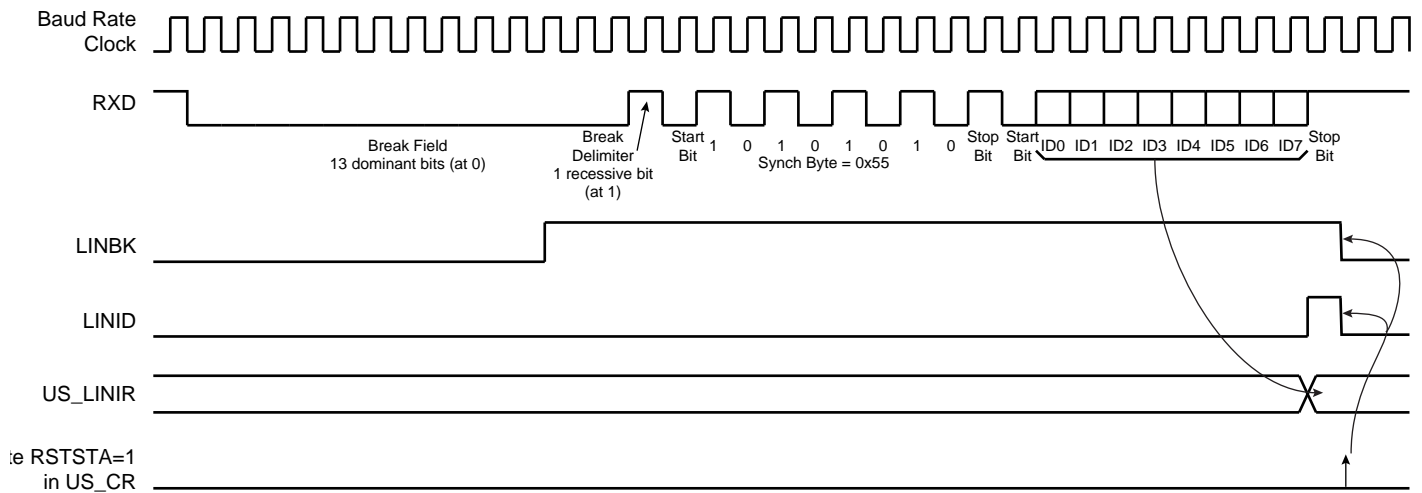 Baud Rate
Clock
RXD
Break Field
13 dominant bits (at 0)
Break
Delimiter
1 recessive bit
(at 1)
Start
Bit
1 0 1 0 1 0 1 0
Synch Byte = 0x55
Stop
Bit
Start
Bit
ID0 ID1 ID2 ID3 ID4 ID5 ID6 ID7
Stop
Bit
LINBK
LINID
US_LINIR
te RSTSTA=1
in US_CR